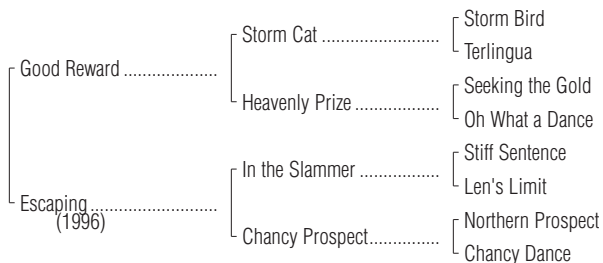 Storm Bird
Storm Cat ......................
Terlingua
Good Reward ....................
Seeking the Gold
Heavenly Prize ..................
Oh What a Dance
Stiff Sentence
In the Slammer .................
Len's Limit
Escaping...........................
(1996)
Northern Prospect
Chancy Prospect...............
Chancy Dance